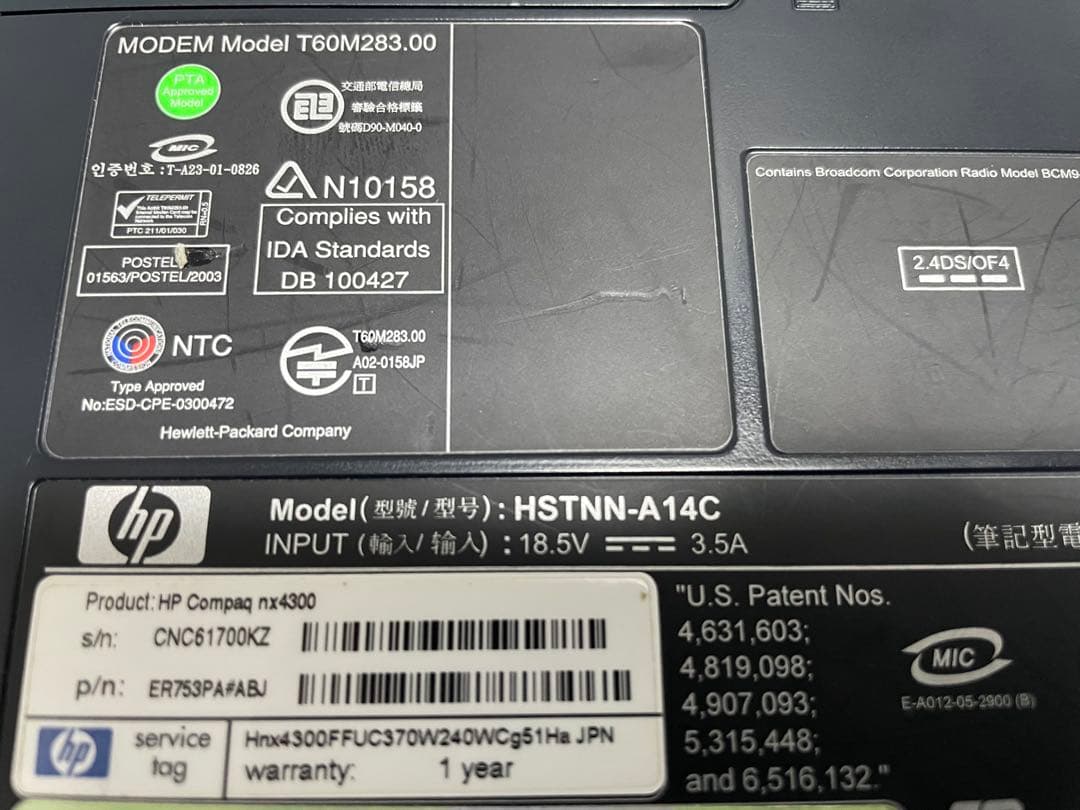 MODEM Model T60M283.00
PTA
Approved
Model
交通部電信總局
審驗合格標籤
號碼D90-M040-0
MIC
인증번호 :T-A23-01-0826
N10158
TELEPERMIT
PTC 211/01/030
Complies with
IDA Standards
DB 100427
POSTEL
01563/POSTEL/2003
NTC
Type Approved
No:ESD-CPE-0300472
T60M283.00
A02-0158JP
T
Hewlett-Packard Company
Contains Broadcom Corporation Radio Model BCM9
2.4DS/OF4
hp
Model(型號/型号):HSTNN-A14C
INPUT (輸入/输入) :18.5V 3.5A
(筆記型電
Product: HP Compaq nx4300
s/n: CNC61700KZ
p/n: ER753PA#ABJ
hp
service
tag
Hnx4300FFUC370W240WCg51Ha JPN
warranty: 1 year
"U.S. Patent Nos.
4,631,603;
4,819,098;
4,907,093;
5,315,448;
and 6,516,132."
MIC
E-A012-05-2900 (B)